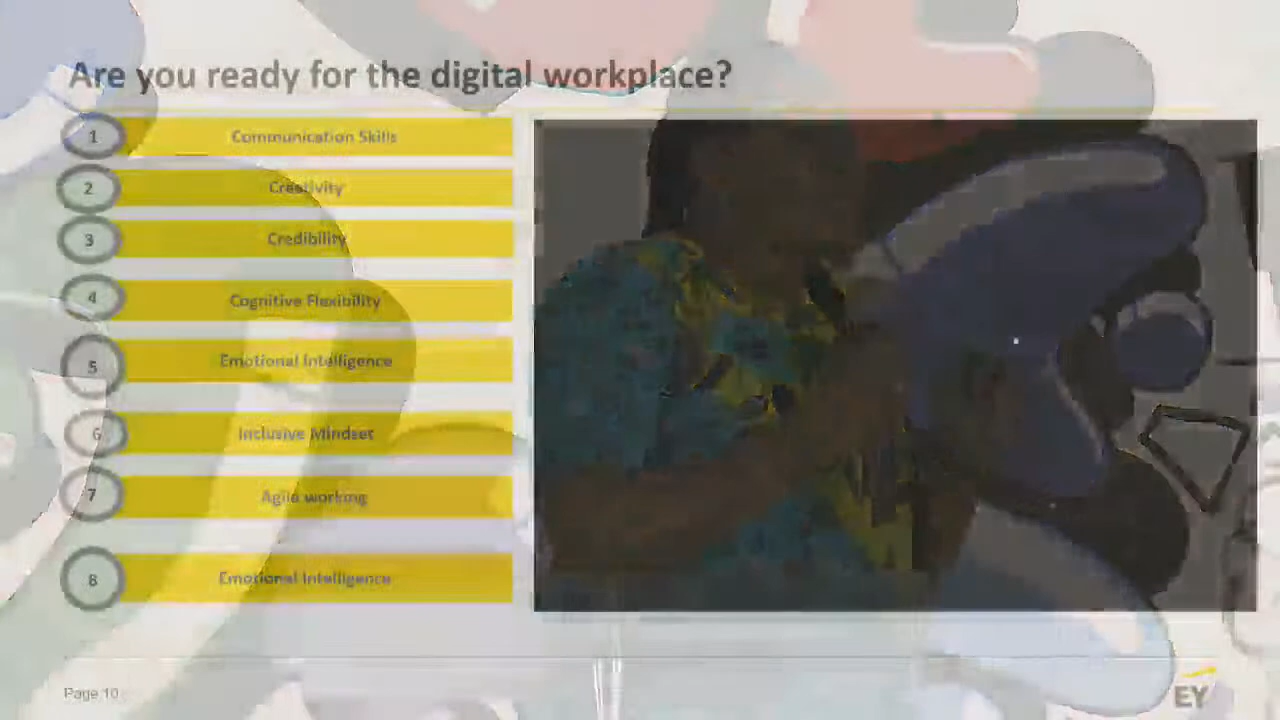 Are you ready for the digital workplace?
1 Communication Skills
2 Creativity
3 Credibility
4 Cognitive Flexibility
5 Emotional Intelligence
6 Inclusive Mindset
7 Agile working
8 Emotional Intelligence
Page 10
EY